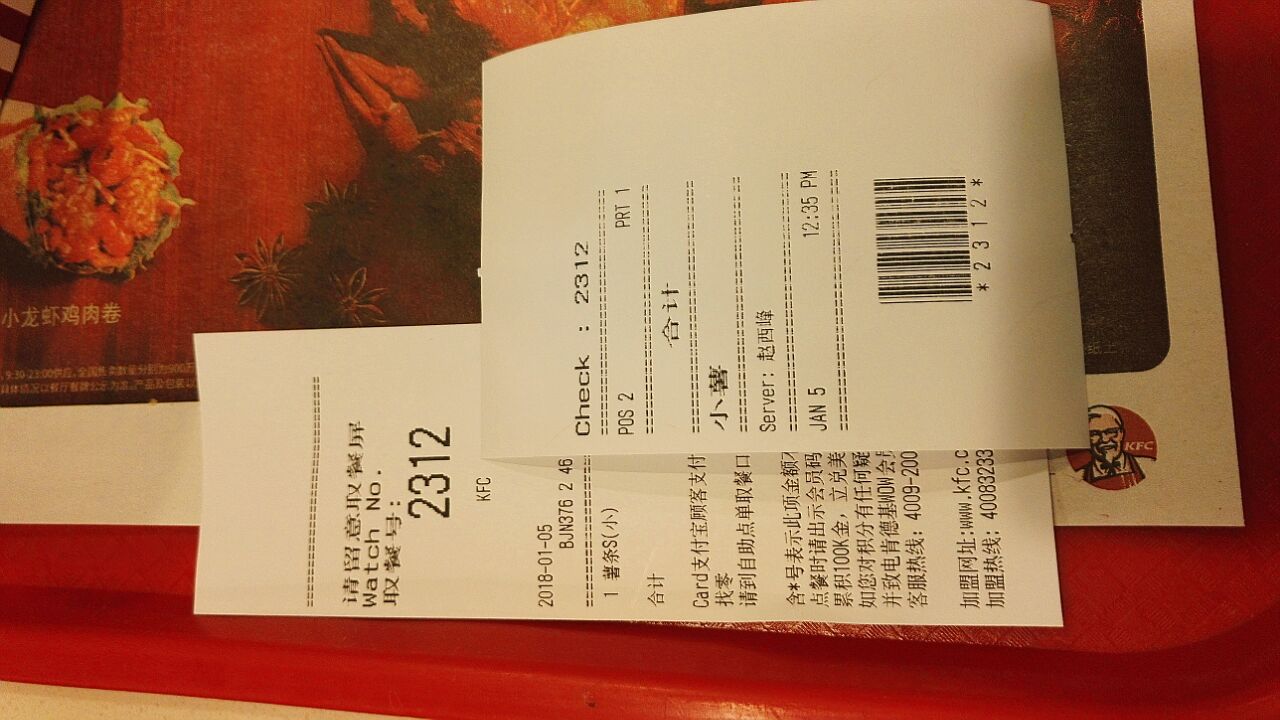 请留意取餐屏
Watch No.
取餐号:
2312
KFC
2018-01-05
BJN376 2 46
1 薯条S(小)
合计
Card支付宝顾客支付
找零
请到自助点单取餐口
含*号表示此项金额
点餐时请出示会员码
累积100K金，立兑美
如您对积分有任何疑
并致电肯德基WOW会
客服热线: 4009-200
加盟网址:www.kfc.c
加盟热线: 40083233
Check : 2312
POS 2 PRT 1
合计
小薯
Server: 赵西峰
JAN 5 12:35 PM
*2312*
KFC
小龙虾鸡肉卷